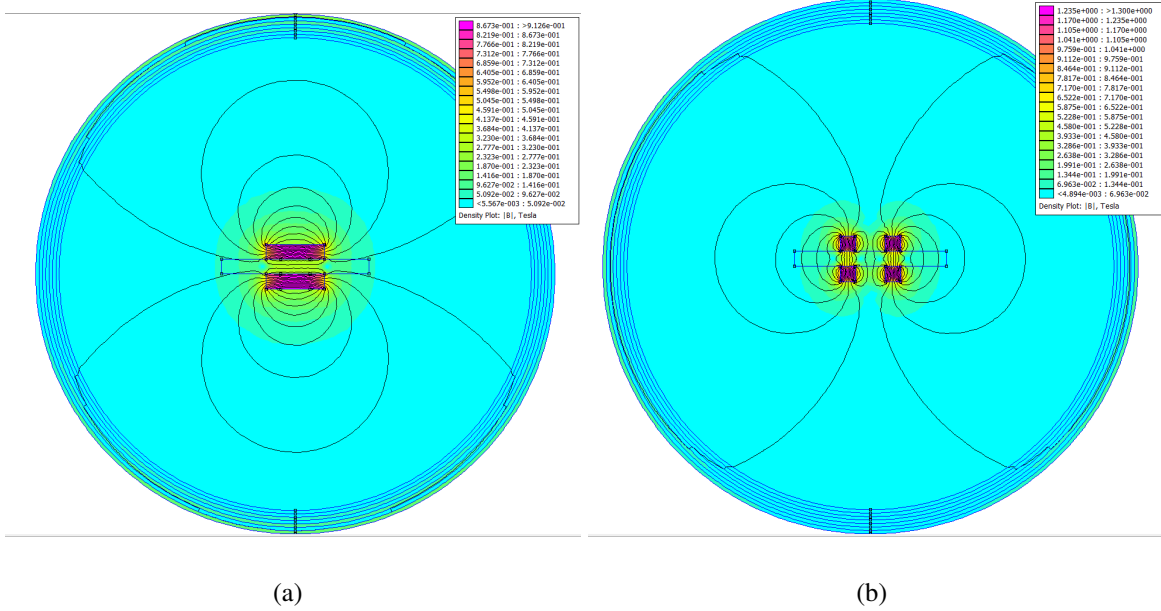 8.673e-001 : >9.126e-001
8.219e-001 : 8.673e-001
7.766e-001 : 8.219e-001
7.312e-001 : 7.766e-001
6.859e-001 : 7.312e-001
6.405e-001 : 6.859e-001
5.952e-001 : 6.405e-001
5.498e-001 : 5.952e-001
5.045e-001 : 5.498e-001
4.591e-001 : 5.045e-001
4.137e-001 : 4.591e-001
3.684e-001 : 4.137e-001
3.230e-001 : 3.684e-001
2.777e-001 : 3.230e-001
2.323e-001 : 2.777e-001
1.870e-001 : 2.323e-001
1.416e-001 : 1.870e-001
9.627e-002 : 1.416e-001
5.092e-002 : 9.627e-002
<5.567e-003 : 5.092e-002
Density Plot: |B|, Tesla
1.235e+000 : >1.300e+000
1.170e+000 : 1.235e+000
1.105e+000 : 1.170e+000
1.041e+000 : 1.105e+000
9.759e-001 : 1.041e+000
9.112e-001 : 9.759e-001
8.464e-001 : 9.112e-001
7.817e-001 : 8.464e-001
7.170e-001 : 7.817e-001
6.522e-001 : 7.170e-001
5.875e-001 : 6.522e-001
5.228e-001 : 5.875e-001
4.580e-001 : 5.228e-001
3.933e-001 : 4.580e-001
3.286e-001 : 3.933e-001
2.638e-001 : 3.286e-001
1.991e-001 : 2.638e-001
1.344e-001 : 1.991e-001
6.963e-002 : 1.344e-001
<4.894e-003 : 6.963e-002
Density Plot: |B|, Tesla
(a)
(b)